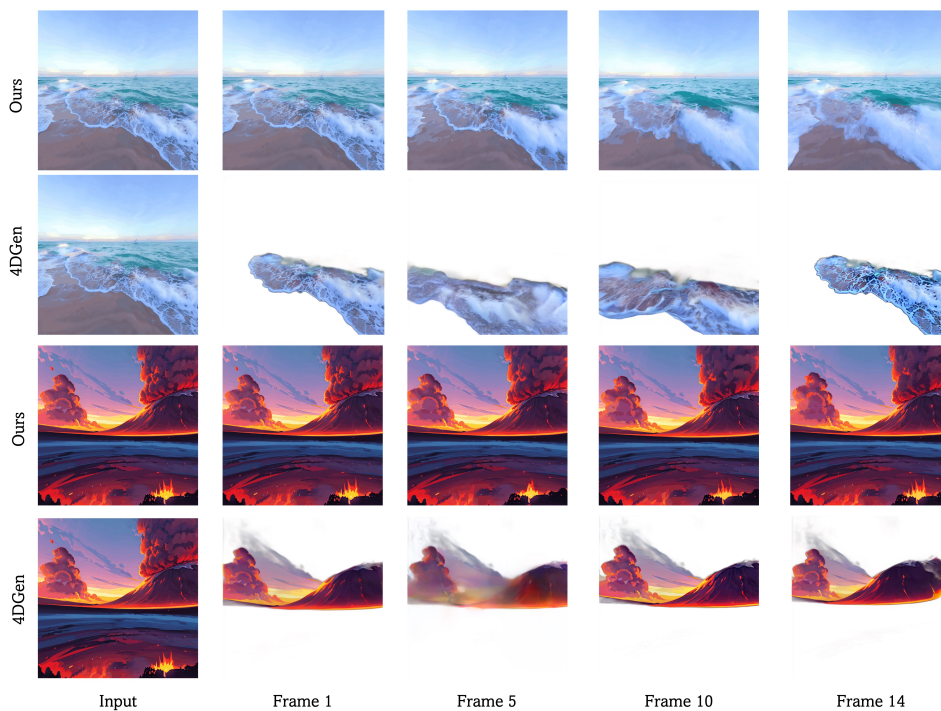 Ours
4DGen
Ours
4DGen
Input
Frame 1
Frame 5
Frame 10
Frame 14